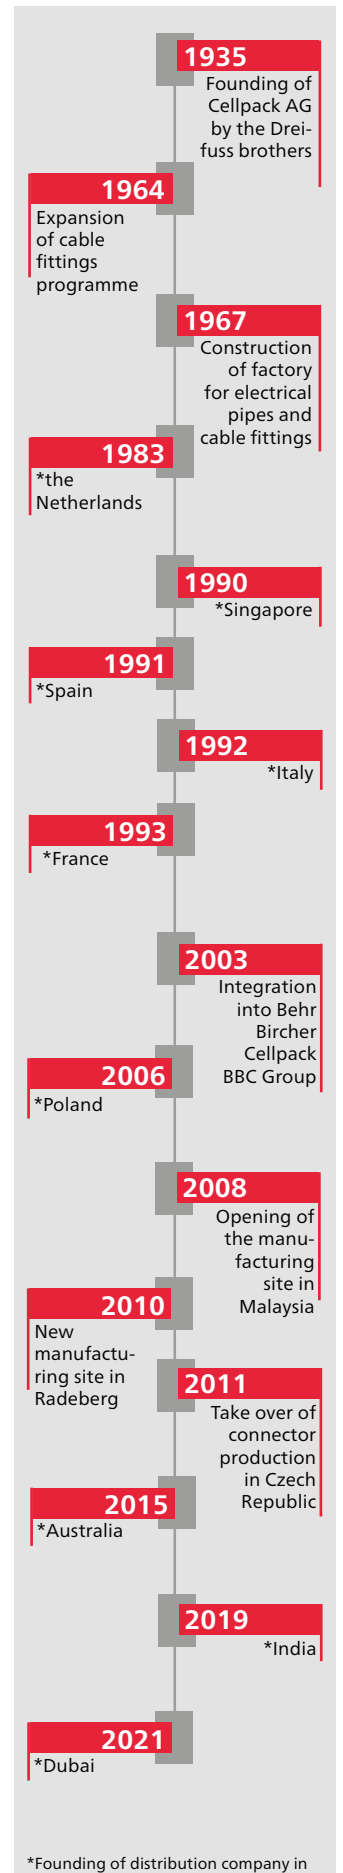 1935
Founding of
Cellpack AG
by the Drei-
fuss brothers
1964
Expansion
of cable
fittings
programme
1967
Construction
of factory
for electrical
pipes and
cable fittings
1983
*the
Netherlands
1990
*Singapore
1991
*Spain
1992
*Italy
1993
*France
2003
Integration
into Behr
Bircher
Cellpack
BBC Group
2006
*Poland
2008
Opening of
the manu-
facturing
site in
Malaysia
2010
New
manufactu-
ring site in
Radeberg
2011
Take over of
connector
production
in Czech
Republic
2015
*Australia
2019
*India
2021
*Dubai
*Founding of distribution company in